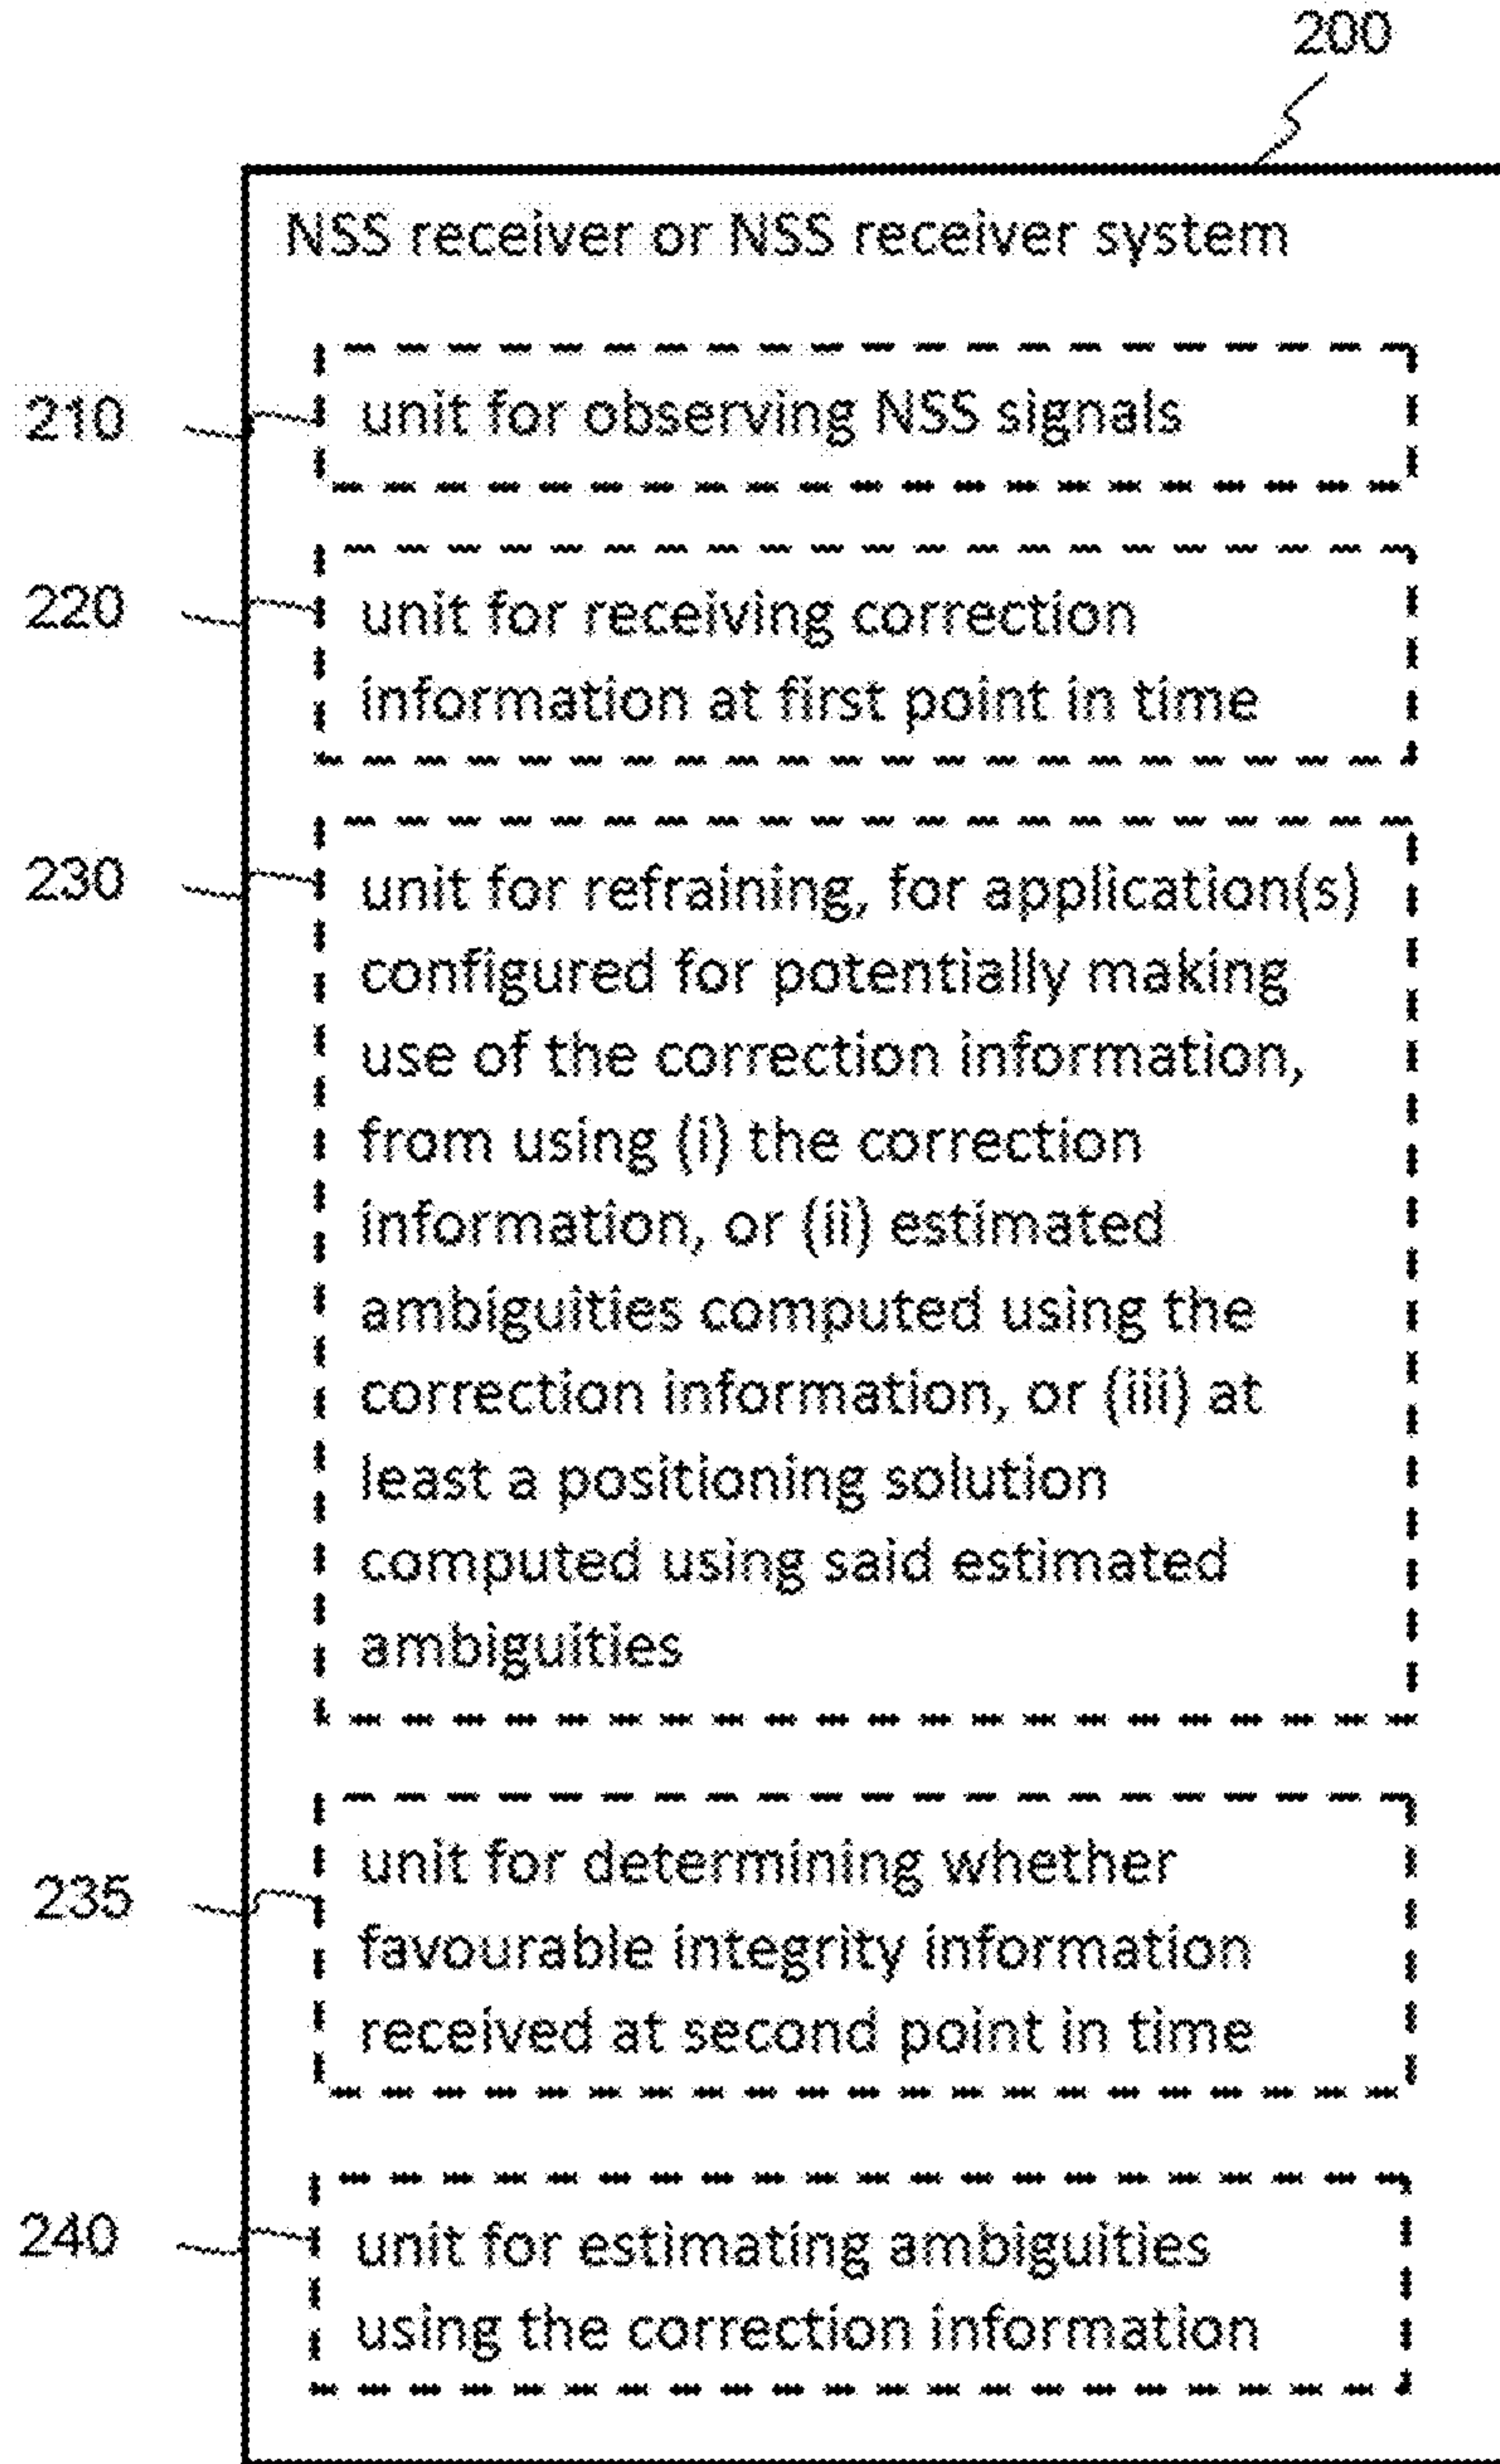 200
NSS receiver or NSS receiver system
210
unit for observing NSS signals
220
unit for receiving correction
information at first point in time
230
unit for refraining, for application(s)
configured for potentially making
use of the correction information,
from using (i) the correction
information, or (ii) estimated
ambiguities computed using the
correction information, or (iii) at
least a positioning solution
computed using said estimated
ambiguities
235
unit for determining whether
favourable integrity information
received at second point in time
240
unit for estimating ambiguities
using the correction information